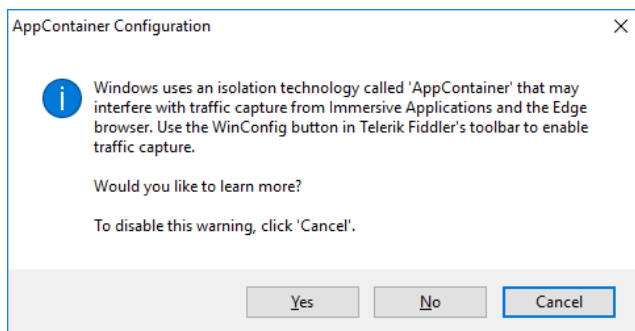 AppContainer Configuration
Windows uses an isolation technology called 'AppContainer' that may
interfere with traffic capture from Immersive Applications and the Edge
browser. Use the WinConfig button in Telerik Fiddler's toolbar to enable
traffic capture.
Would you like to learn more?
To disable this warning, click 'Cancel'.
Yes No Cancel